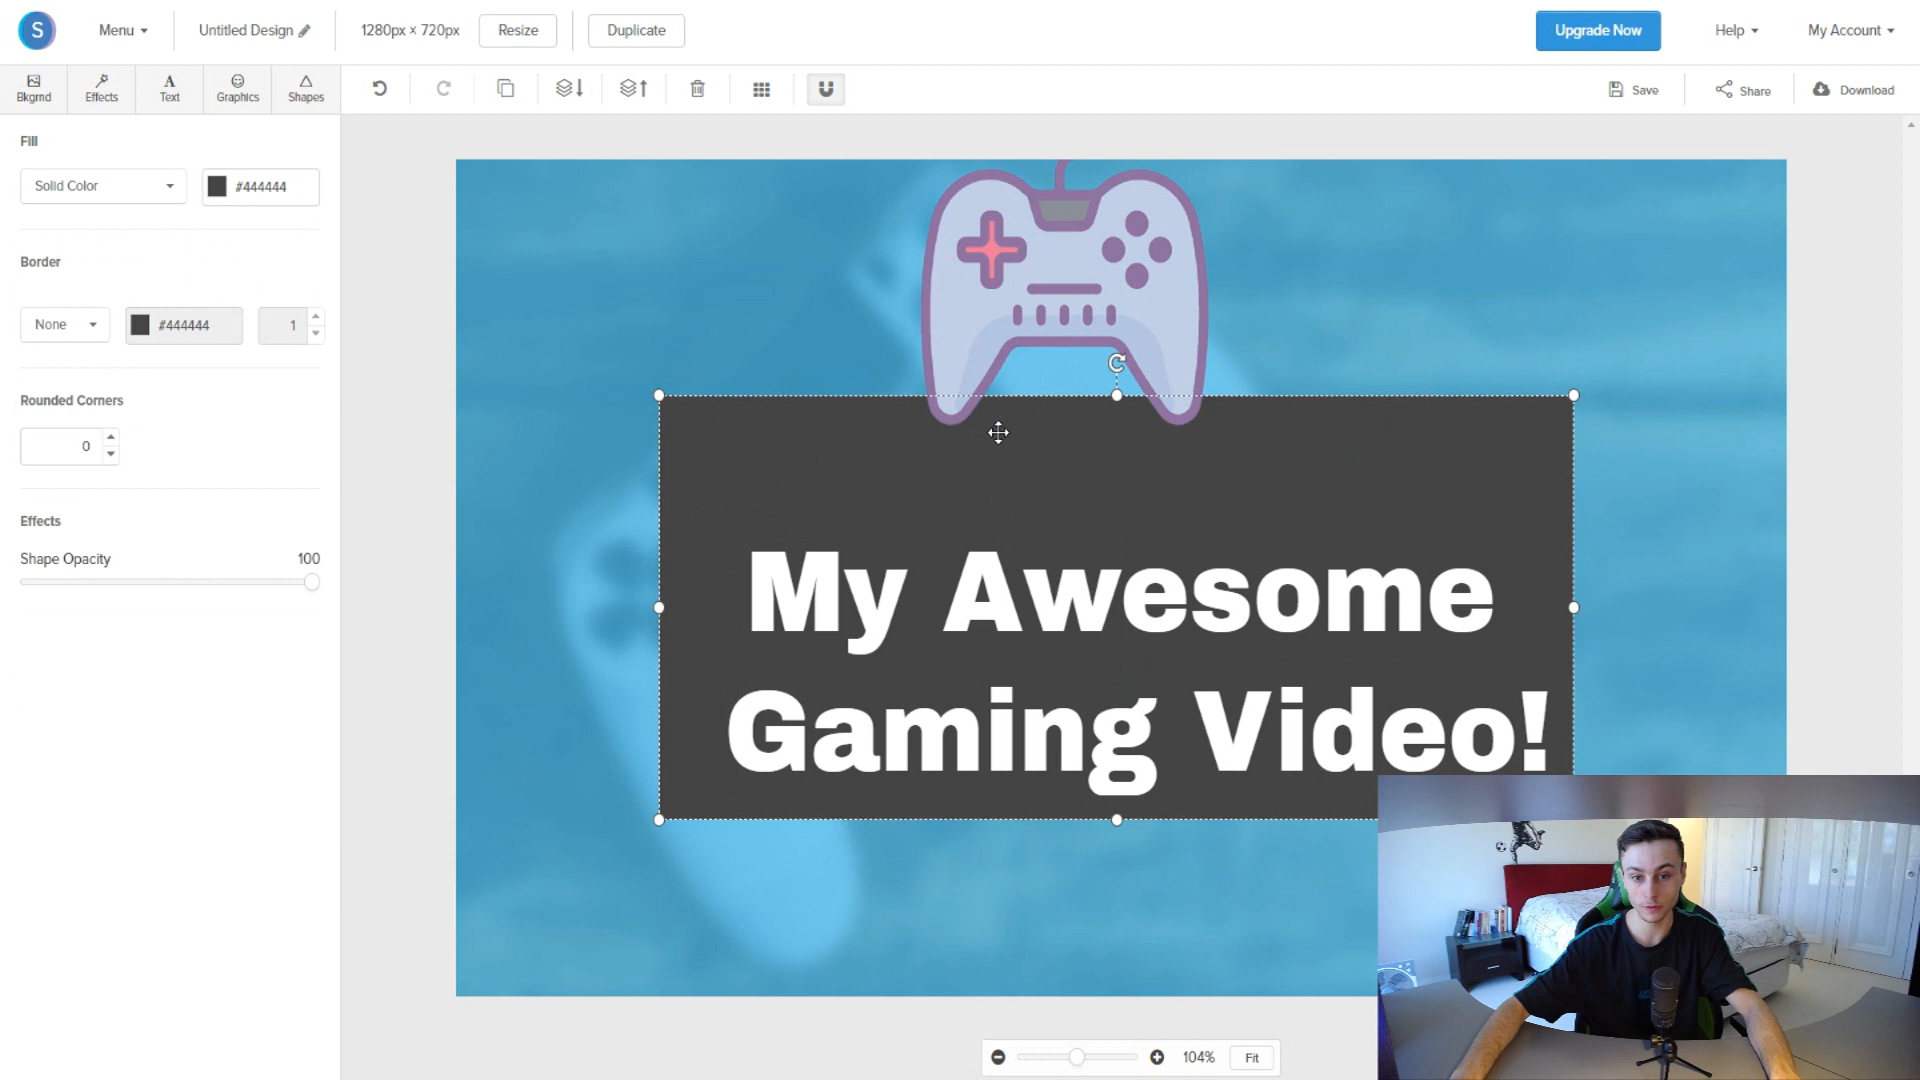 S Menu Untitled Design 1280px × 720px Resize Duplicate Upgrade Now Help My Account
Bkgrnd Effects Text Graphics Shapes Save Share Download
Fill
Solid Color #444444
Border
None #444444 1
Rounded Corners
0
Effects
Shape Opacity 100
My Awesome
Gaming Video!
104% Fit